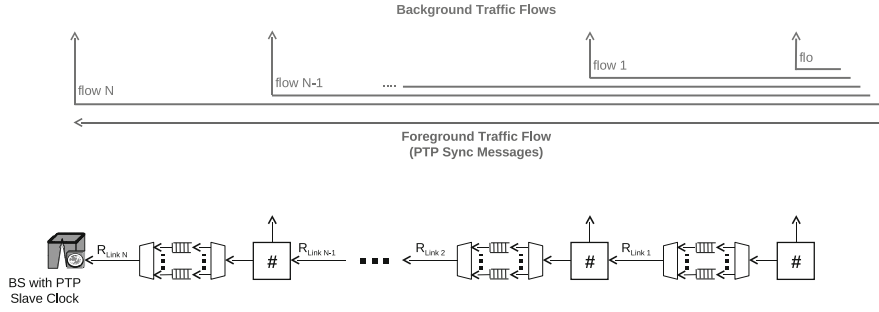 Background Traffic Flows
flow N
flow N-1
....
flow 1
flo
Foreground Traffic Flow
(PTP Sync Messages)
R Link N
#
R Link N-1
R Link 2
#
R Link 1
#
BS with PTP
Slave Clock